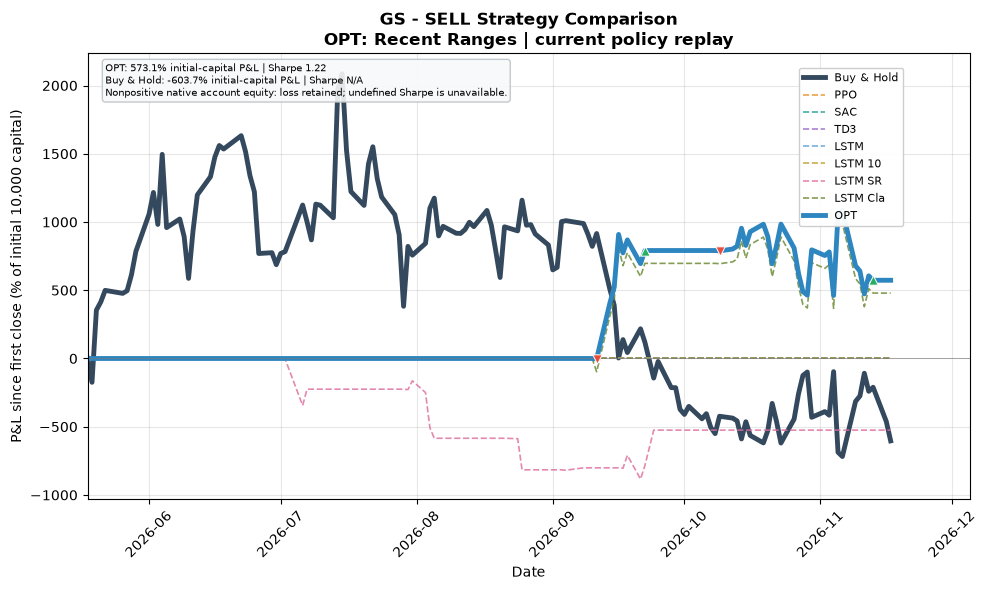 GS - SELL Strategy Comparison
OPT: Recent Ranges | current policy replay
OPT: 573.1% initial-capital P&L | Sharpe 1.22
Buy & Hold: -603.7% initial-capital P&L | Sharpe N/A
Nonpositive native account equity: loss retained; undefined Sharpe is unavailable.
Buy & Hold
PPO
SAC
TD3
LSTM
LSTM 10
LSTM SR
LSTM Cla
OPT
P&L since first close (% of initial 10,000 capital)
2000
1500
1000
500
0
−500
−1000
2026-06
2026-07
2026-08
2026-09
2026-10
2026-11
2026-12
Date